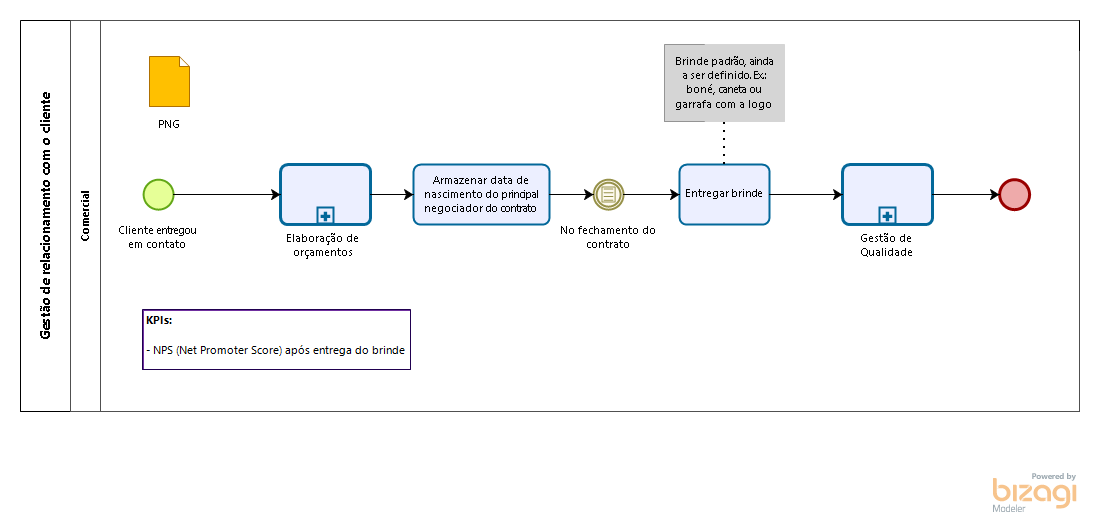 Gestão de relacionamento com o cliente
Comercial
PNG
Brinde padrão, ainda
a ser definido. Ex.:
boné, caneta ou
garrafa com a logo
Cliente entregou
em contato
Elaboração de
orçamentos
Armazenar data de
nascimento do principal
negociador do contrato
No fechamento do
contrato
Entregar brinde
Gestão de
Qualidade
KPIs:
- NPS (Net Promoter Score) após entrega do brinde
Powered by
bizagi
Modeler